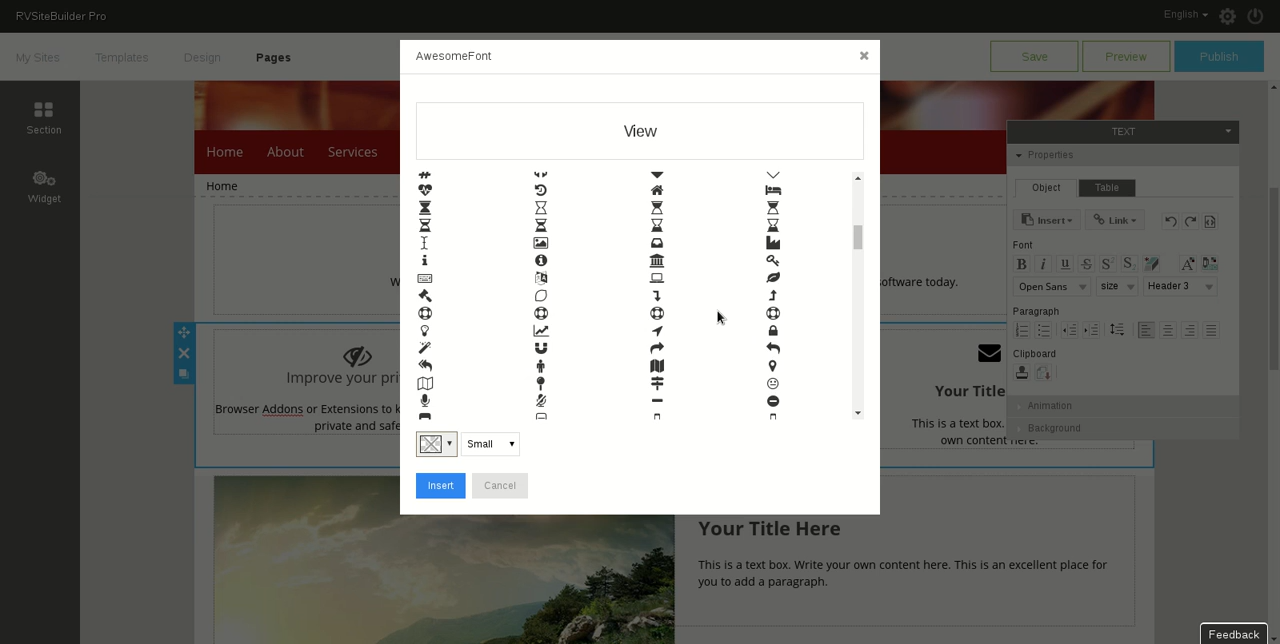 RVSiteBuilder Pro
English
My Sites Templates Design Pages
Save Preview Publish
AwesomeFont
View
Small
Insert Cancel
Section
Widget
Home About Services
Home
W
software today.
Improve your pri
Browser Addons or Extensions to k
private and safe
Your Title
This is a text box.
own content here.
TEXT
Properties
Object Table
Insert Link
Font
Open Sans size Header 3
Paragraph
Clipboard
Animation
Background
Your Title Here
This is a text box. Write your own content here. This is an excellent place for
you to add a paragraph.
Feedback